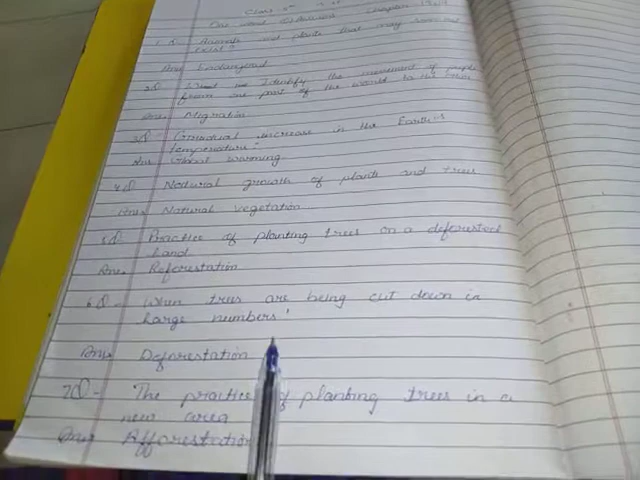 Class
One word Answers Chapter
1Q Animals and plants that may soon not
exist?
Ans Endangered
2Q What we Identify the movement of people
from one part of the world to the
Ans. Migration
3Q - Gradual increase in the Earth's
temperature -
Ans Global warming
4Q Natural growth of plants and trees
Ans Natural vegetation
5Q. Practice of planting trees on a deforested
land
Ans. Reforestation
6Q - When trees are being cut down in
large numbers'
Ans Deforestation
7Q - The practice of planting trees in a
new area
Ans Afforestation